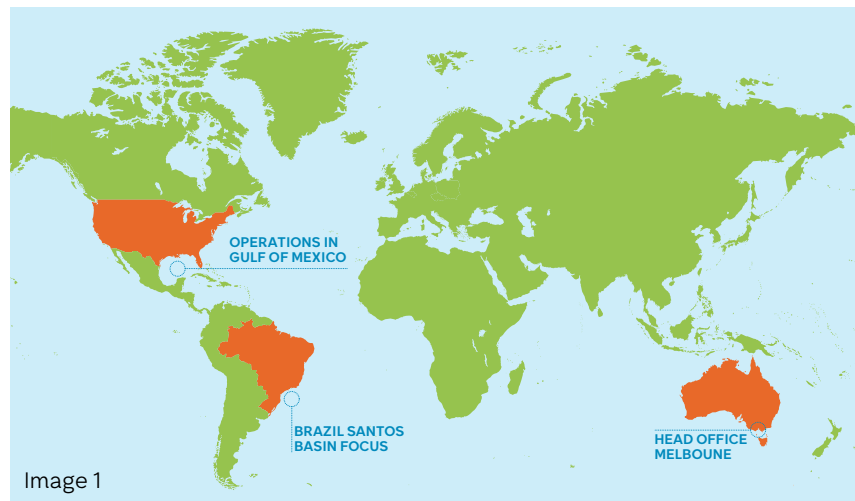 OPERATIONS IN
GULF OF MEXICO
BRAZIL SANTOS
BASIN FOCUS
HEAD OFFICE
MELBOUNE
Image 1